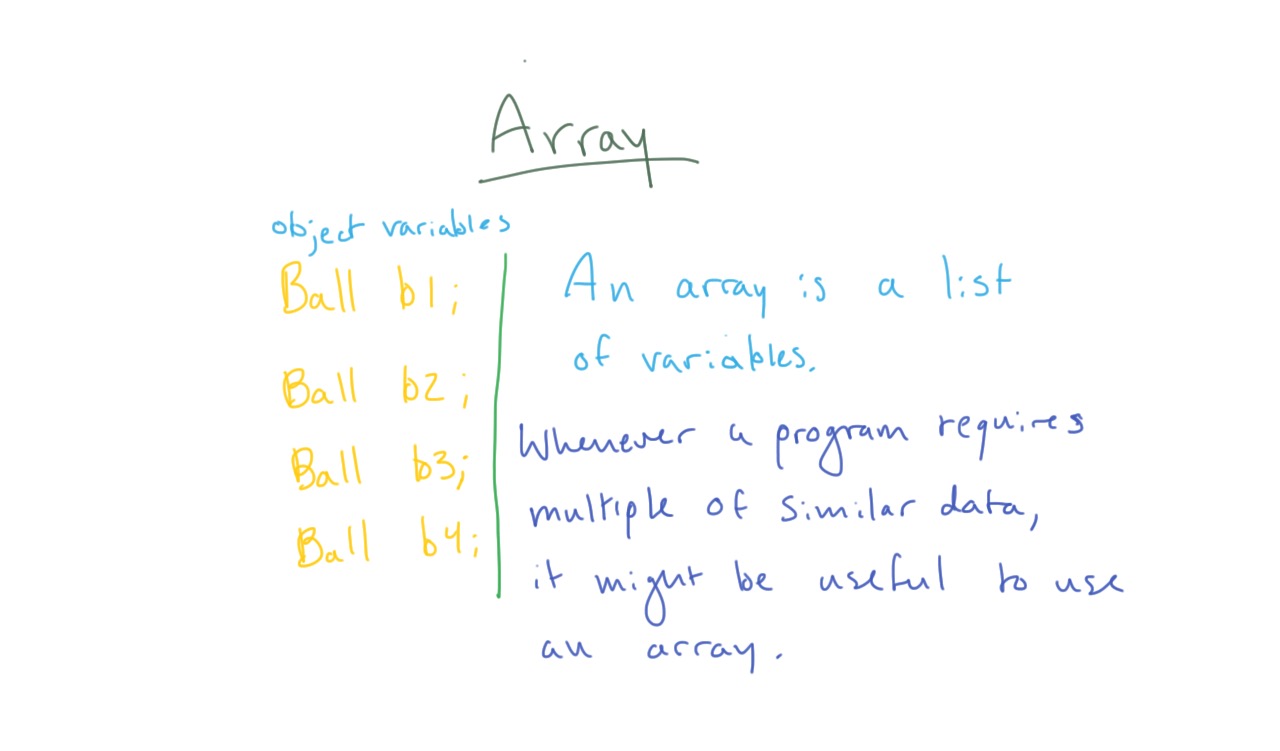 Array
object variables
Ball b1;
Ball b2;
Ball b3;
Ball b4;
An array is a list
of variables.
Whenever a program requires
multiple of similar data,
it might be useful to use
an array.